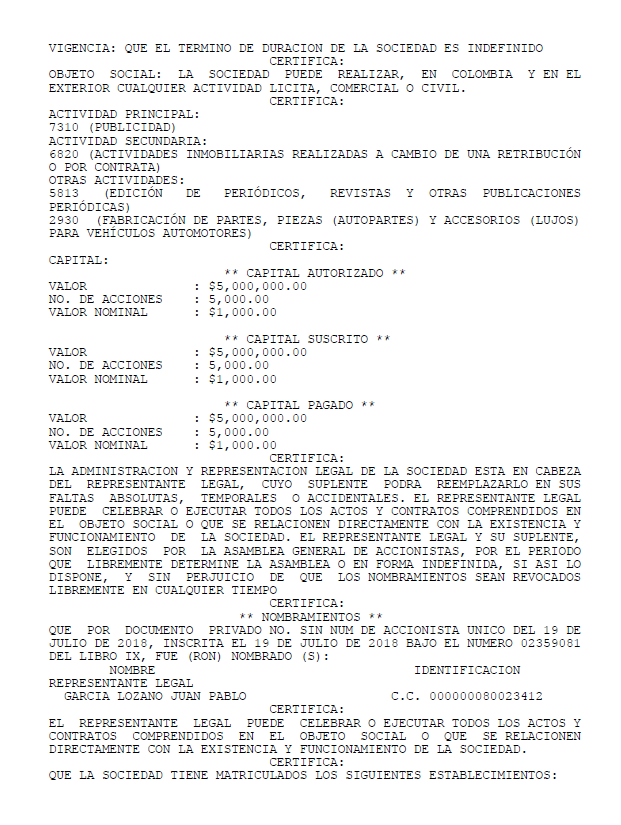 VIGENCIA: QUE EL TERMINO DE DURACION DE LA SOCIEDAD ES INDEFINIDO
CERTIFICA:
OBJETO SOCIAL: LA SOCIEDAD PUEDE REALIZAR, EN COLOMBIA Y EN EL
EXTERIOR CUALQUIER ACTIVIDAD LICITA, COMERCIAL O CIVIL.
CERTIFICA:
ACTIVIDAD PRINCIPAL:
7310 (PUBLICIDAD)
ACTIVIDAD SECUNDARIA:
6820 (ACTIVIDADES INMOBILIARIAS REALIZADAS A CAMBIO DE UNA RETRIBUCIÓN
O POR CONTRATA)
OTRAS ACTIVIDADES:
5813 (EDICIÓN DE PERIÓDICOS, REVISTAS Y OTRAS PUBLICACIONES
PERIÓDICAS)
2930 (FABRICACIÓN DE PARTES, PIEZAS (AUTOPARTES) Y ACCESORIOS (LUJOS)
PARA VEHÍCULOS AUTOMOTORES)
CERTIFICA:
CAPITAL:
** CAPITAL AUTORIZADO **
VALOR : $5,000,000.00
NO. DE ACCIONES : 5,000.00
VALOR NOMINAL : $1,000.00
** CAPITAL SUSCRITO **
VALOR : $5,000,000.00
NO. DE ACCIONES : 5,000.00
VALOR NOMINAL : $1,000.00
** CAPITAL PAGADO **
VALOR : $5,000,000.00
NO. DE ACCIONES : 5,000.00
VALOR NOMINAL : $1,000.00
CERTIFICA:
LA ADMINISTRACION Y REPRESENTACION LEGAL DE LA SOCIEDAD ESTA EN CABEZA
DEL REPRESENTANTE LEGAL, CUYO SUPLENTE PODRA REEMPLAZARLO EN SUS
FALTAS ABSOLUTAS, TEMPORALES O ACCIDENTALES. EL REPRESENTANTE LEGAL
PUEDE CELEBRAR O EJECUTAR TODOS LOS ACTOS Y CONTRATOS COMPRENDIDOS EN
EL OBJETO SOCIAL O QUE SE RELACIONEN DIRECTAMENTE CON LA EXISTENCIA Y
FUNCIONAMIENTO DE LA SOCIEDAD. EL REPRESENTANTE LEGAL Y SU SUPLENTE,
SON ELEGIDOS POR LA ASAMBLEA GENERAL DE ACCIONISTAS, POR EL PERIODO
QUE LIBREMENTE DETERMINE LA ASAMBLEA O EN FORMA INDEFINIDA, SI ASI LO
DISPONE, Y SIN PERJUICIO DE QUE LOS NOMBRAMIENTOS SEAN REVOCADOS
LIBREMENTE EN CUALQUIER TIEMPO
CERTIFICA:
** NOMBRAMIENTOS **
QUE POR DOCUMENTO PRIVADO NO. SIN NUM DE ACCIONISTA UNICO DEL 19 DE
JULIO DE 2018, INSCRITA EL 19 DE JULIO DE 2018 BAJO EL NUMERO 02359081
DEL LIBRO IX, FUE (RON) NOMBRADO (S):
NOMBRE IDENTIFICACION
REPRESENTANTE LEGAL
GARCIA LOZANO JUAN PABLO C.C. 000000080023412
CERTIFICA:
EL REPRESENTANTE LEGAL PUEDE CELEBRAR O EJECUTAR TODOS LOS ACTOS Y
CONTRATOS COMPRENDIDOS EN EL OBJETO SOCIAL O QUE SE RELACIONEN
DIRECTAMENTE CON LA EXISTENCIA Y FUNCIONAMIENTO DE LA SOCIEDAD.
CERTIFICA:
QUE LA SOCIEDAD TIENE MATRICULADOS LOS SIGUIENTES ESTABLECIMIENTOS: